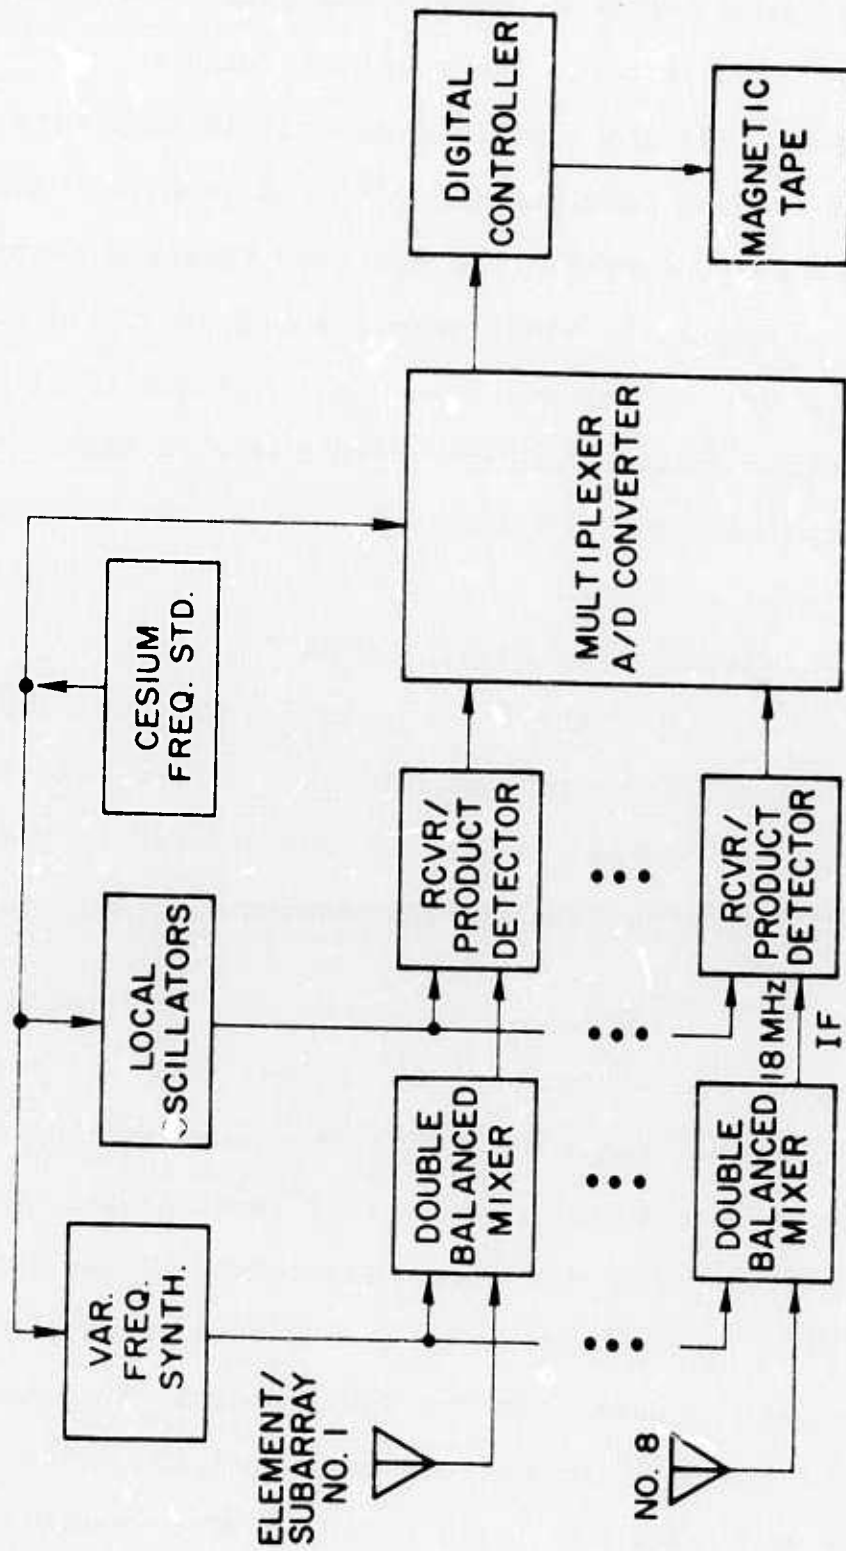 VAR.
FREQ.
SYNTH.
LOCAL
OSCILLATORS
CESIUM
FREQ. STD.
ELEMENT/
SUBARRAY
NO. 1
DOUBLE
BALANCED
MIXER
RCVR/
PRODUCT
DETECTOR
MULTIPLEXER
A/D CONVERTER
DIGITAL
CONTROLLER
MAGNETIC
TAPE
NO. 8
DOUBLE
BALANCED
MIXER
18 MHz
IF
RCVR/
PRODUCT
DETECTOR